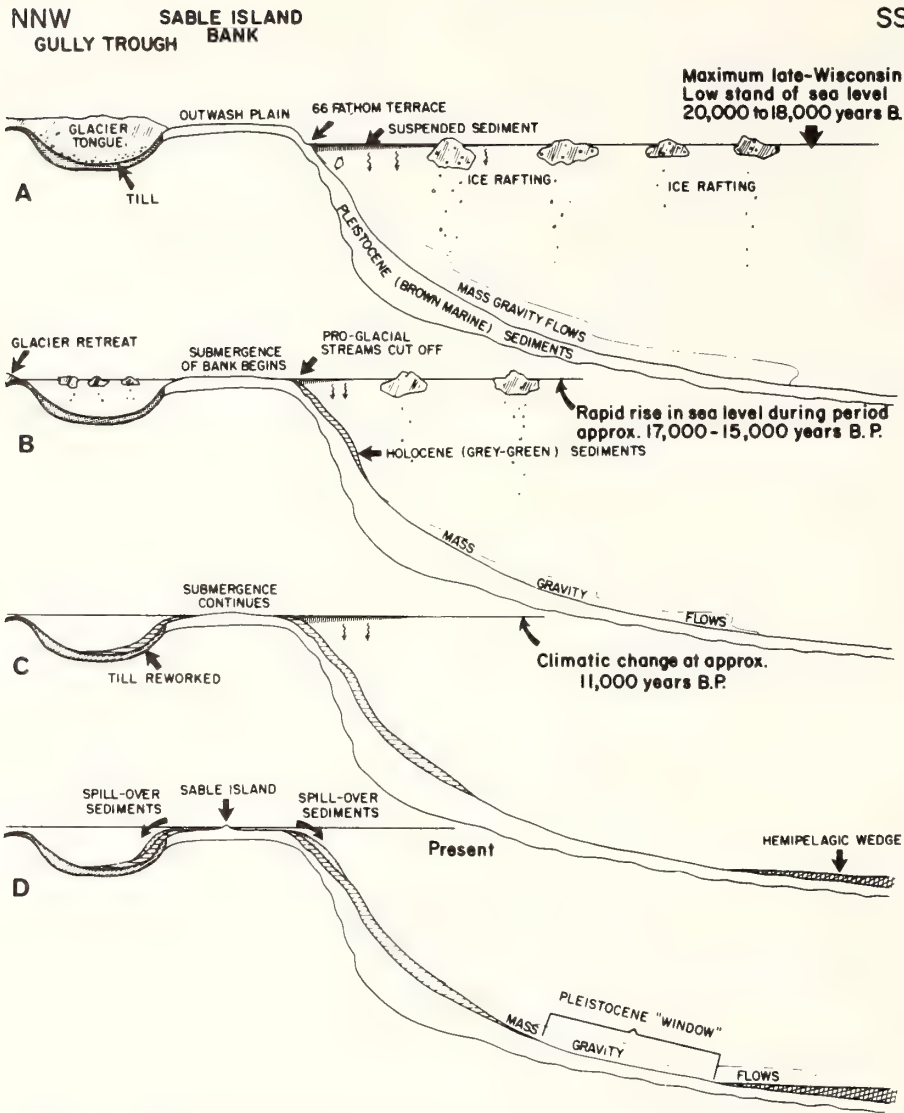 NNW
SABLE ISLAND
BANK
SS
GULLY TROUGH
Maximum late-Wisconsin
Low stand of sea level
20,000 to 18,000 years B.
OUTWASH PLAIN
66 FATHOM TERRACE
SUSPENDED SEDIMENT
GLACIER
TONGUE
ICE RAFTING
ICE RAFTING
A
TILL
PLEISTOCENE (BROWN MARINE) SEDIMENTS
MASS GRAVITY FLOWS
GLACIER RETREAT
SUBMERGENCE
OF BANK BEGINS
PRO-GLACIAL
STREAMS CUT OFF
Rapid rise in sea level during period
approx. 17,000-15,000 years B.P.
B
HOLOCENE (GREY-GREEN) SEDIMENTS
MASS
GRAVITY
FLOWS
SUBMERGENCE
CONTINUES
C
TILL REWORKED
Climatic change at approx.
11,000 years B.P.
SPILL-OVER
SEDIMENTS
SABLE ISLAND
SPILL-OVER
SEDIMENTS
Present
HEMIPELAGIC WEDGE
D
PLEISTOCENE "WINDOW"
MASS
GRAVITY
FLOWS